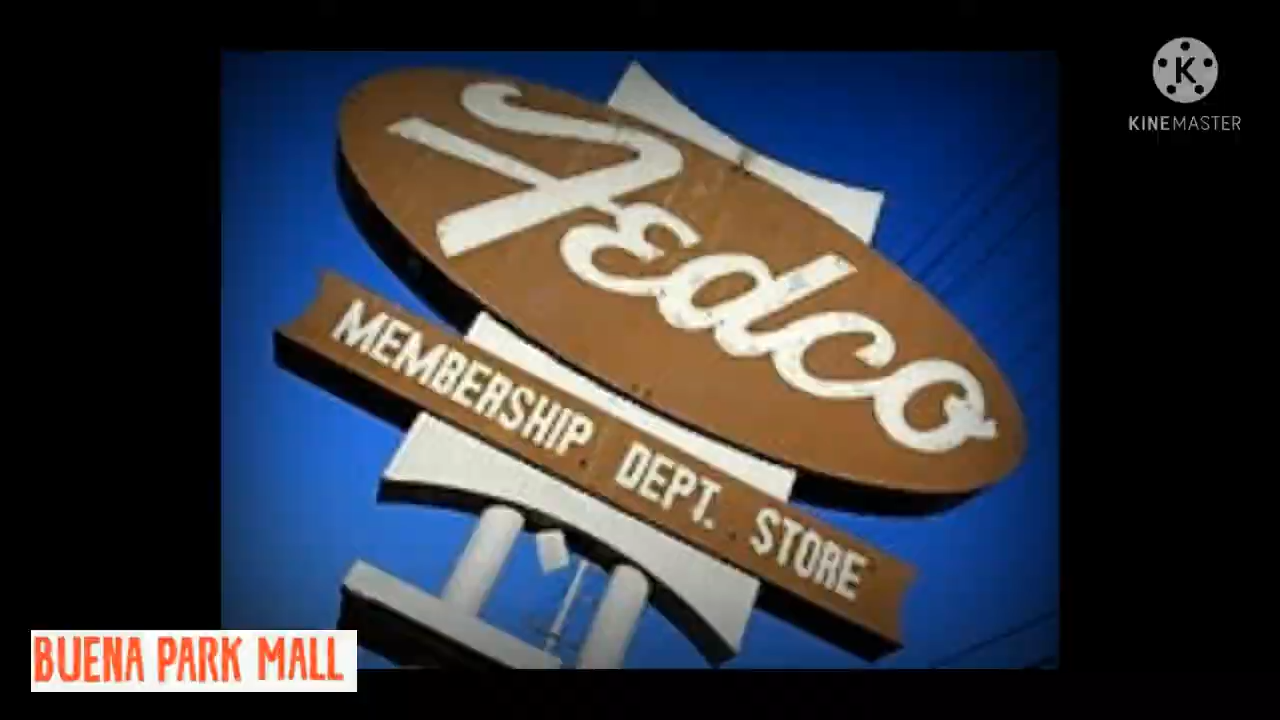 K
KINEMASTER
Fedco
MEMBERSHIP DEPT. STORE
BUENA PARK MALL